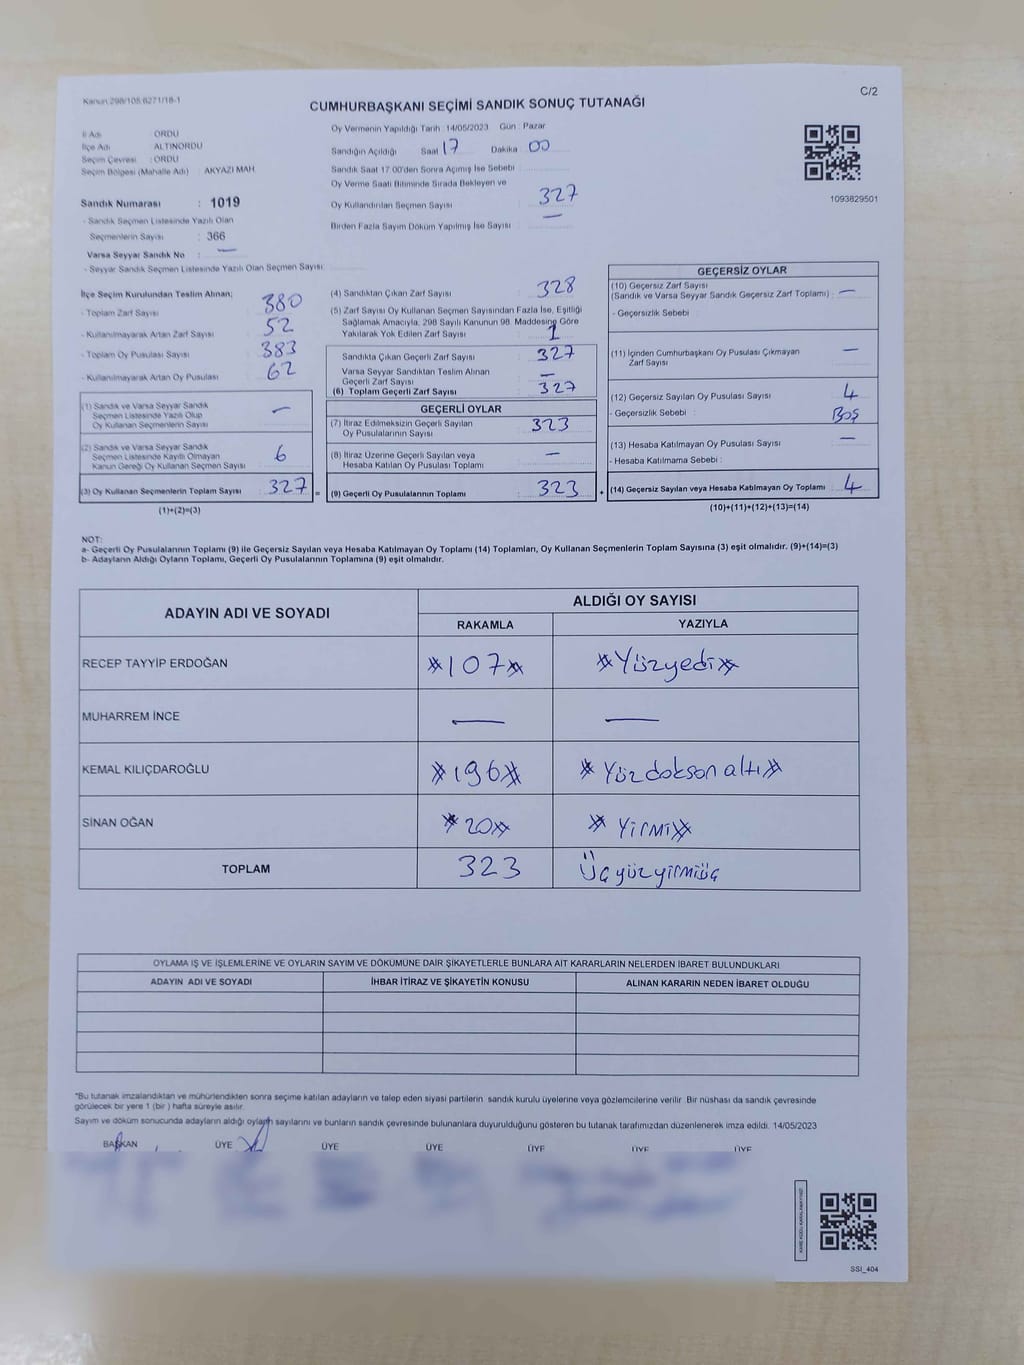 Kanun:298/105;6271/18-1
C/2
CUMHURBAŞKANI SEÇİMİ SANDIK SONUÇ TUTANAĞI
İl Adı : ORDU
İlçe Adı : ALTINORDU
Seçim Çevresi : ORDU
Seçim Bölgesi (Mahalle Adı) : AKYAZI MAH
Oy Vermenin Yapıldığı Tarih :14/05/2023 Gün : Pazar
Sandığın Açıldığı Saat 17 Dakika 00
Sandık Saat 17:00'den Sonra Açımış İse Sebebi :
Oy Verme Saati Bitiminde Sırada Bekleyen ve
Oy Kullandırılan Seçmen Sayısı : 327
Birden Fazla Sayım Döküm Yapılmış İse Sayısı : —
1093829501
Sandık Numarası : 1019
- Sandık Seçmen Listesinde Yazılı Olan
Seçmenlerin Sayısı : 366
Varsa Seyyar Sandık No : —
- Seyyar Sandık Seçmen Listesinde Yazılı Olan Seçmen Sayısı:
İlçe Seçim Kurulundan Teslim Alınan:
- Toplam Zarf Sayısı : 380
- Kullanılmayarak Artan Zarf Sayısı : 52
- Toplam Oy Pusulası Sayısı : 383
- Kullanılmayarak Artan Oy Pusulası : 62
(1) Sandık ve Varsa Seyyar Sandık
Seçmen Listesinde Yazılı Olup
Oy Kullanan Seçmenlerin Sayısı : —
(2) Sandık ve Varsa Seyyar Sandık
Seçmen Listesinde Kayıtlı Olmayan
Kanun Gereği Oy Kullanan Seçmen Sayısı : 6
(3) Oy Kullanan Seçmenlerin Toplam Sayısı : 327 =
(1)+(2)=(3)
(4) Sandıktan Çıkan Zarf Sayısı : 328
(5) Zarf Sayısı Oy Kullanan Seçmen Sayısından Fazla İse, Eşitliği
Sağlamak Amacıyla, 298 Sayılı Kanunun 98. Maddesine Göre
Yakılarak Yok Edilen Zarf Sayısı : 1
Sandıkta Çıkan Geçerli Zarf Sayısı : 327
Varsa Seyyar Sandıktan Teslim Alınan
Geçerli Zarf Sayısı : —
(6) Toplam Geçerli Zarf Sayısı : 327
GEÇERLİ OYLAR
(7) İtiraz Edilmeksizin Geçerli Sayılan
Oy Pusulalarının Sayısı : 323
(8) İtiraz Üzerine Geçerli Sayılan veya
Hesaba Katılan Oy Pusulası Toplamı : —
(9) Geçerli Oy Pusulalarının Toplamı : 323 +
GEÇERSİZ OYLAR
(10) Geçersiz Zarf Sayısı
(Sandık ve Varsa Seyyar Sandık Geçersiz Zarf Toplamı) : —
- Geçersizlik Sebebi :
(11) İçinden Cumhurbaşkanı Oy Pusulası Çıkmayan
Zarf Sayısı : —
(12) Geçersiz Sayılan Oy Pusulası Sayısı : 4
- Geçersizlik Sebebi : Boş
(13) Hesaba Katılmayan Oy Pusulası Sayısı : —
- Hesaba Katılmama Sebebi :
(14) Geçersiz Sayılan veya Hesaba Katılmayan Oy Toplamı : 4
(10)+(11)+(12)+(13)=(14)
NOT:
a- Geçerli Oy Pusulalarının Toplamı (9) ile Geçersiz Sayılan veya Hesaba Katılmayan Oy Toplamı (14) Toplamları, Oy Kullanan Seçmenlerin Toplam Sayısına (3) eşit olmalıdır. (9)+(14)=(3)
b- Adayların Aldığı Oyların Toplamı, Geçerli Oy Pusulalarının Toplamına (9) eşit olmalıdır.
ADAYIN ADI VE SOYADI ALDIĞI OY SAYISI
RAKAMLA YAZIYLA
RECEP TAYYİP ERDOĞAN 107 Yüzyedi
MUHARREM İNCE — —
KEMAL KILIÇDAROĞLU 196 Yüzdoksonaltı
SİNAN OĞAN 20 Yirmi
TOPLAM 323 Üçyüzyirmiüç
OYLAMA İŞ VE İŞLEMLERİNE VE OYLARIN SAYIM VE DÖKÜMÜNE DAİR ŞİKAYETLERLE BUNLARA AİT KARARLARIN NELERDEN İBARET BULUNDUKLARI
ADAYIN ADI VE SOYADI İHBAR İTİRAZ VE ŞİKAYETİN KONUSU ALINAN KARARIN NEDEN İBARET OLDUĞU
*Bu tutanak imzalandıktan ve mühürlendikten sonra seçime katılan adayların ve talep eden siyasi partilerin sandık kurulu üyelerine veya gözlemcilerine verilir. Bir nüshası da sandık çevresinde
görülecek bir yere 1 (bir ) hafta süreyle asılır.
Sayım ve döküm sonucunda adayların aldığı oyların sayılarını ve bunların sandık çevresinde bulunanlara duyurulduğunu gösteren bu tutanak tarafımızdan düzenlenerek imza edildi. 14/05/2023
BAŞKAN ÜYE ÜYE ÜYE ÜYE ÜYE ÜYE
SSI_404